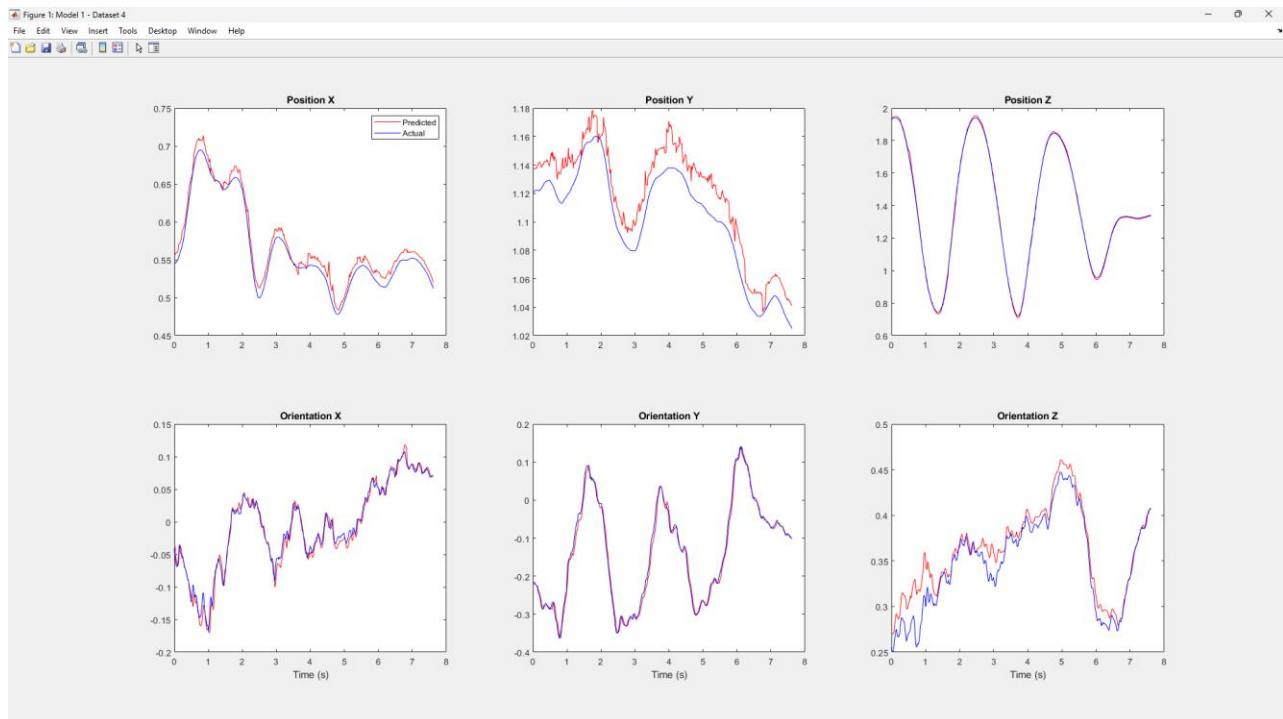 Figure 1: Model 1 - Dataset 4
File Edit View Insert Tools Desktop Window Help
Position X
0.75
0.7
0.65
0.6
0.55
0.5
0.45
0 1 2 3 4 5 6 7 8
Predicted
Actual
Position Y
1.18
1.16
1.14
1.12
1.1
1.08
1.06
1.04
1.02
0 1 2 3 4 5 6 7 8
Position Z
2
1.8
1.6
1.4
1.2
1
0.8
0.6
0 1 2 3 4 5 6 7 8
Orientation X
0.15
0.1
0.05
0
-0.05
-0.1
-0.15
-0.2
0 1 2 3 4 5 6 7 8
Time (s)
Orientation Y
0.2
0.1
0
-0.1
-0.2
-0.3
-0.4
0 1 2 3 4 5 6 7 8
Time (s)
Orientation Z
0.5
0.45
0.4
0.35
0.3
0.25
0 1 2 3 4 5 6 7 8
Time (s)